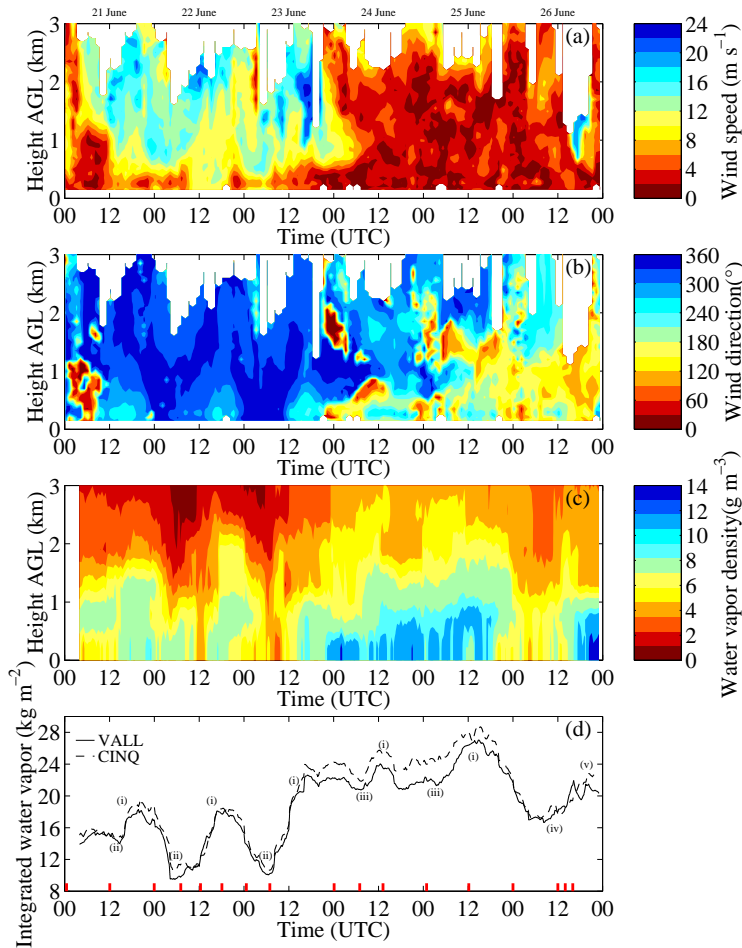 21 June 22 June 23 June 24 June 25 June 26 June
(a)
Height AGL (km)
3
2
1
0
00 12 00 12 00 12 00 12 00 12 00 12 00
Time (UTC)
24
20
16
12
8
4
0
Wind speed (m s−1)
(b)
Height AGL (km)
3
2
1
0
00 12 00 12 00 12 00 12 00 12 00 12 00
Time (UTC)
360
300
240
180
120
60
0
Wind direction(°)
(c)
Height AGL (km)
3
2
1
0
00 12 00 12 00 12 00 12 00 12 00 12 00
Time (UTC)
14
12
10
8
6
4
2
0
Water vapor density(g m−3)
(d)
Integrated water vapor (kg m−2)
28
24
20
16
12
8
VALL
CINQ
(i)
(ii)
(ii)
(i)
(ii)
(i)
(iii)
(i)
(iii)
(i)
(iv)
(v)
00 12 00 12 00 12 00 12 00 12 00 12 00
Time (UTC)